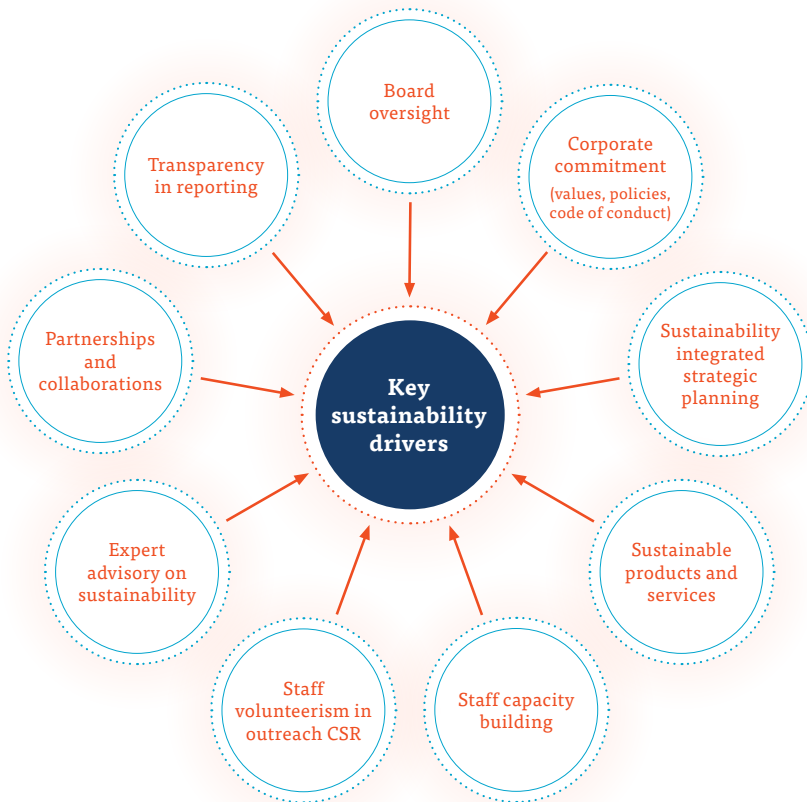 Board
oversight
Corporate
commitment
(values, policies,
code of conduct)
Sustainability
integrated
strategic
planning
Sustainable
products and
services
Staff capacity
building
Staff
volunteerism in
outreach CSR
Expert
advisory on
sustainability
Partnerships
and
collaborations
Transparency
in reporting
Key
sustainability
drivers